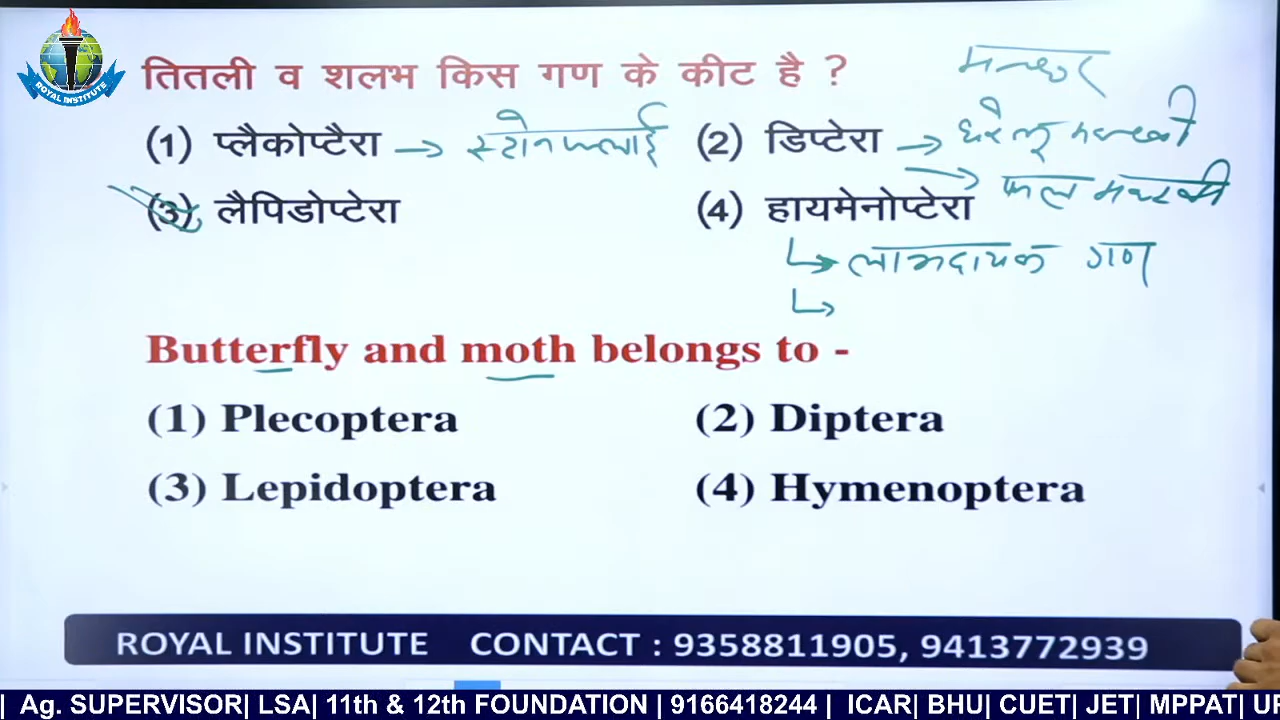 ROYAL INSTITUTE
तितली व शलभ किस गण के कीट है ?
मच्छर
(1) प्लैकोप्टैरा → स्टोनफ्लाई (2) डिप्टेरा → घरेलू मक्खी
→ फल मक्खी
(3) लैपिडोप्टेरा (4) हायमेनोप्टेरा
↳ लाभदायक गण
↳
Butterfly and moth belongs to -
(1) Plecoptera (2) Diptera
(3) Lepidoptera (4) Hymenoptera
ROYAL INSTITUTE CONTACT : 9358811905, 9413772939
| Ag. SUPERVISOR| LSA| 11th & 12th FOUNDATION | 9166418244 | ICAR| BHU| CUET| JET| MPPAT|